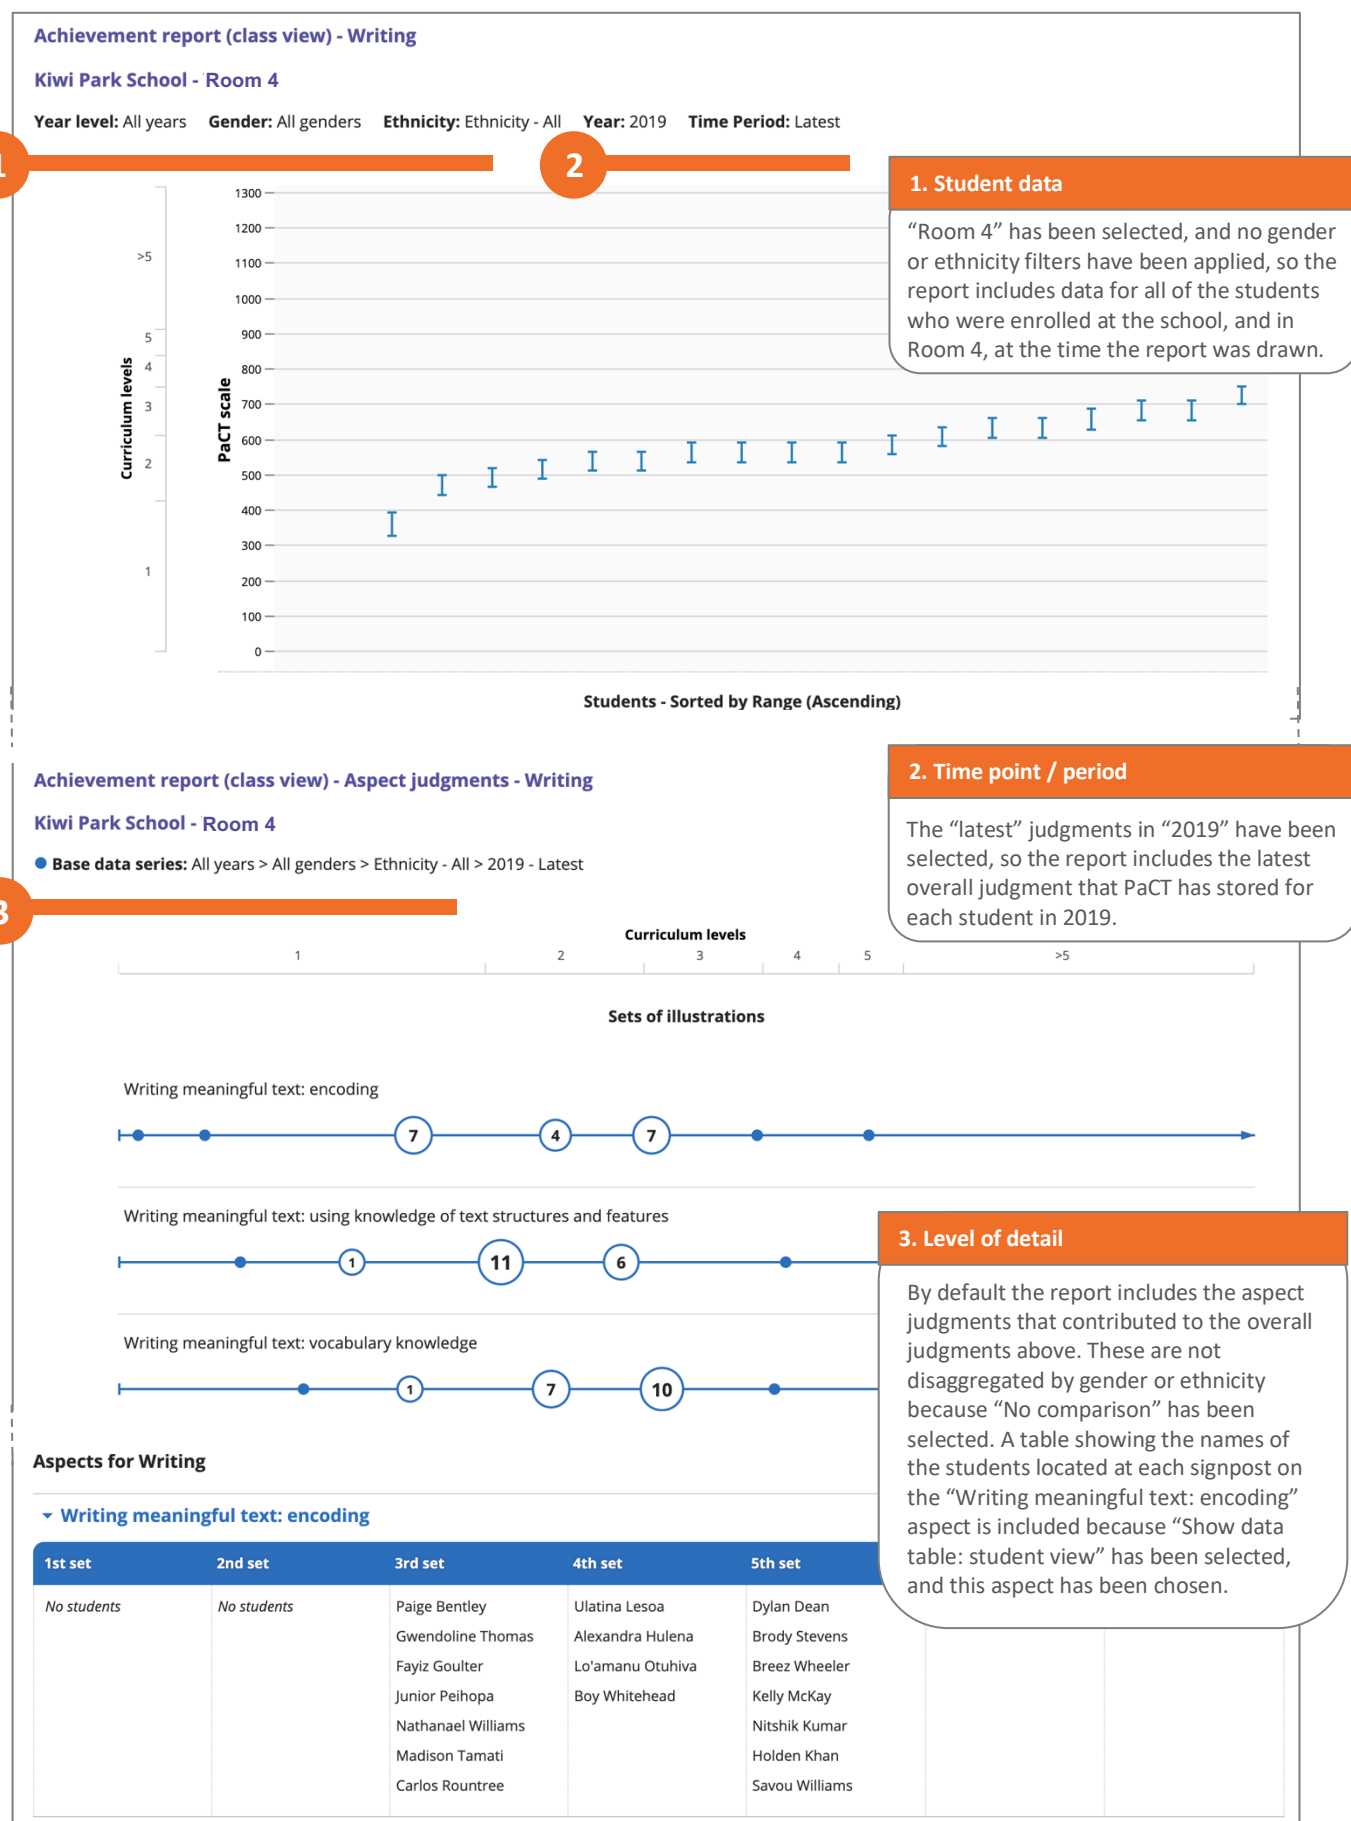 Achievement report (class view) - Writing
Kiwi Park School - Room 4
Year level: All years Gender: All genders Ethnicity: Ethnicity - All Year: 2019 Time Period: Latest
1
2
1. Student data
“Room 4” has been selected, and no gender
or ethnicity filters have been applied, so the
report includes data for all of the students
who were enrolled at the school, and in
Room 4, at the time the report was drawn.
Curriculum levels
>5
5
4
3
2
1
PaCT scale
1300
1200
1100
1000
900
800
700
600
500
400
300
200
100
0
Students - Sorted by Range (Ascending)
2. Time point / period
The “latest” judgments in “2019” have been
selected, so the report includes the latest
overall judgment that PaCT has stored for
each student in 2019.
Achievement report (class view) - Aspect judgments - Writing
Kiwi Park School - Room 4
Base data series: All years > All genders > Ethnicity - All > 2019 - Latest
3
Curriculum levels
1 2 3 4 5 >5
Sets of illustrations
Writing meaningful text: encoding
7 4 7
Writing meaningful text: using knowledge of text structures and features
1 11 6
Writing meaningful text: vocabulary knowledge
1 7 10
3. Level of detail
By default the report includes the aspect
judgments that contributed to the overall
judgments above. These are not
disaggregated by gender or ethnicity
because “No comparison” has been
selected. A table showing the names of
the students located at each signpost on
the “Writing meaningful text: encoding”
aspect is included because “Show data
table: student view” has been selected,
and this aspect has been chosen.
Aspects for Writing
Writing meaningful text: encoding
1st set 2nd set 3rd set 4th set 5th set
No students No students Paige Bentley Ulatina Lesoa Dylan Dean
Gwendoline Thomas Alexandra Hulena Brody Stevens
Fayiz Goulter Lo'amanu Otuhiva Breez Wheeler
Junior Peihopa Boy Whitehead Kelly McKay
Nathanael Williams Nitshik Kumar
Madison Tamati Holden Khan
Carlos Rountree Savou Williams